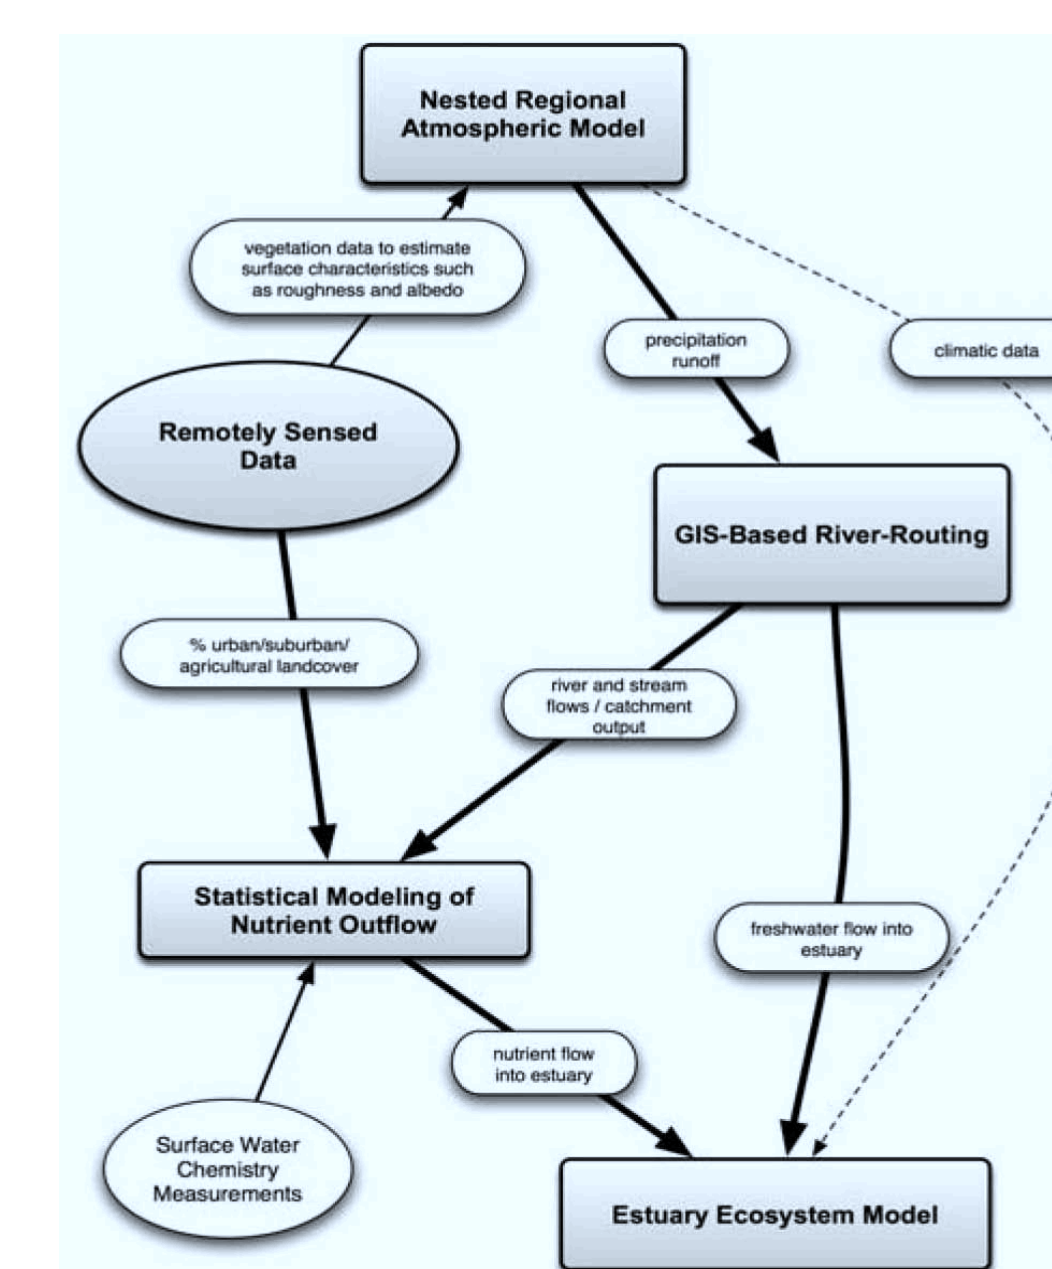 Nested Regional
Atmospheric Model
vegetation data to estimate
surface characteristics such
as roughness and albedo
precipitation
runoff
climatic data
Remotely Sensed
Data
GIS-Based River-Routing
% urban/suburban/
agricultural landcover
river and stream
flows / catchment
output
Statistical Modeling of
Nutrient Outflow
freshwater flow into
estuary
nutrient flow
into estuary
Surface Water
Chemistry
Measurements
Estuary Ecosystem Model